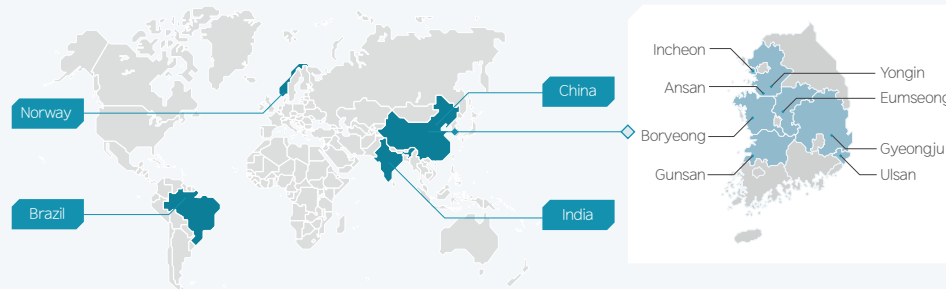 Norway
Brazil
China
India
Incheon
Ansan
Boryeong
Gunsan
Yongin
Eumseong
Gyeongju
Ulsan